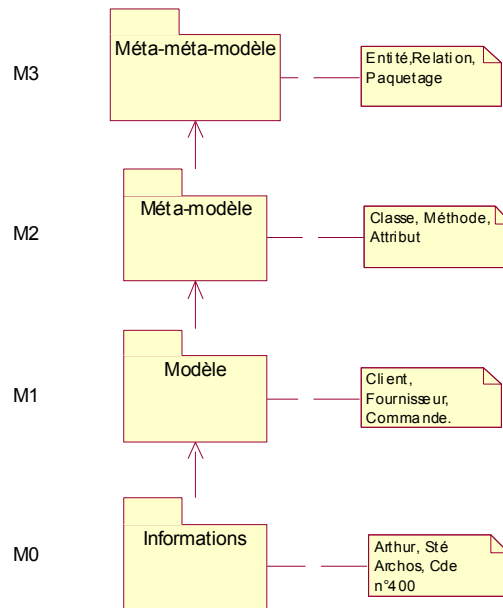 M3
Méta-méta-modèle
Entité,Relation,
Paquetage
M2
Méta-modèle
Classe, Méthode,
Attribut
M1
Modèle
Client,
Fournisseur,
Commande.
M0
Informations
Arthur, Sté
Archos, Cde
n°400